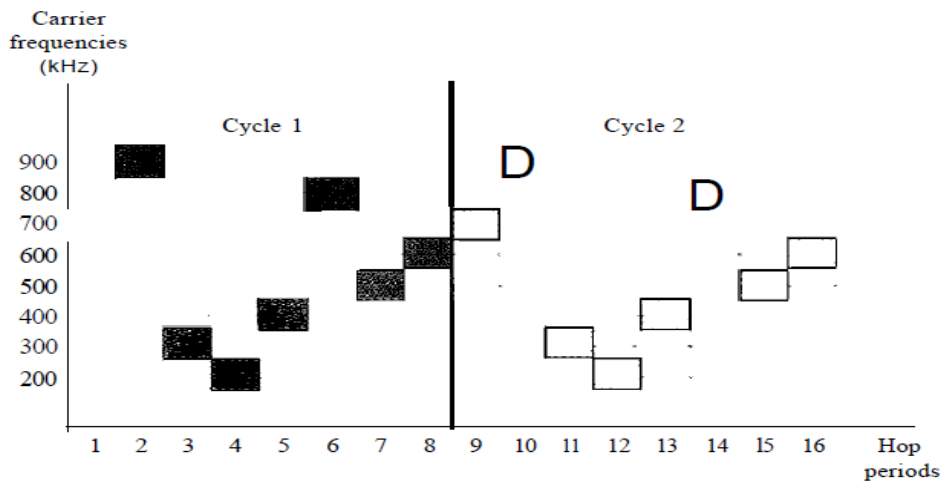 Carrier
frequencies
(kHz)
Cycle 1
Cycle 2
900
D
800
D
700
600
500
400
300
200
1 2 3 4 5 6 7 8 9 10 11 12 13 14 l5 16 Hop
periods